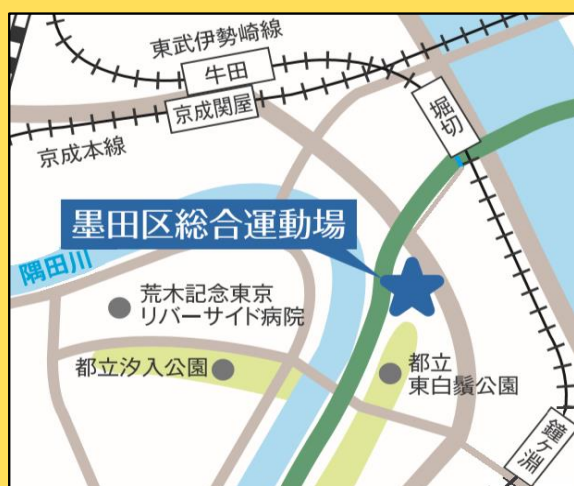 東武伊勢崎線
牛田
京成関屋
京成本線
堀切
墨田区総合運動場
隅田川
荒木記念東京
リバーサイド病院
都立汐入公園
都立
東白鬚公園
鐘ヶ淵